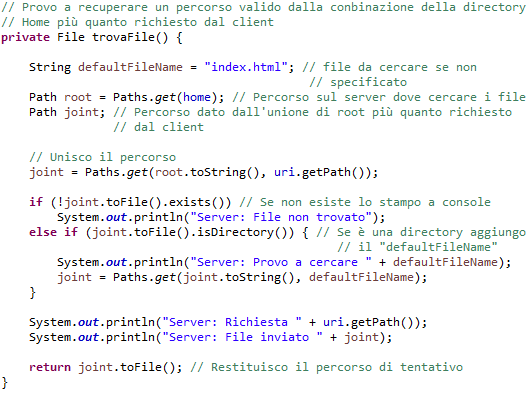 // Provo a recuperare un percorso valido dalla conbinazione della directory
// Home più quanto richiesto dal client
private File trovaFile() {
String defaultFileName = "index.html"; // file da cercare se non
// specificato
Path root = Paths.get(home); // Percorso sul server dove cercare i file
Path joint; // Percorso dato dall'unione di root più quanto richiesto
// dal client
// Unisco il percorso
joint = Paths.get(root.toString(), uri.getPath());
if (!joint.toFile().exists()) // Se non esiste lo stampo a console
System.out.println("Server: File non trovato");
else if (joint.toFile().isDirectory()) { // Se è una directory aggiungo
// il "defaultFileName"
System.out.println("Server: Provo a cercare " + defaultFileName);
joint = Paths.get(joint.toString(), defaultFileName);
}
System.out.println("Server: Richiesta " + uri.getPath());
System.out.println("Server: File inviato " + joint);
return joint.toFile(); // Restituisco il percorso di tentativo
}